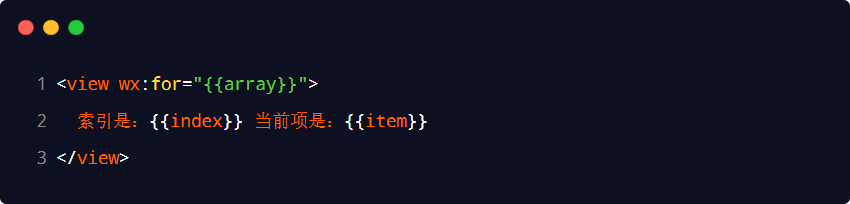 1 <view wx:for="{{array}}">
2 索引是：{{index}} 当前项是：{{item}}
3 </view>